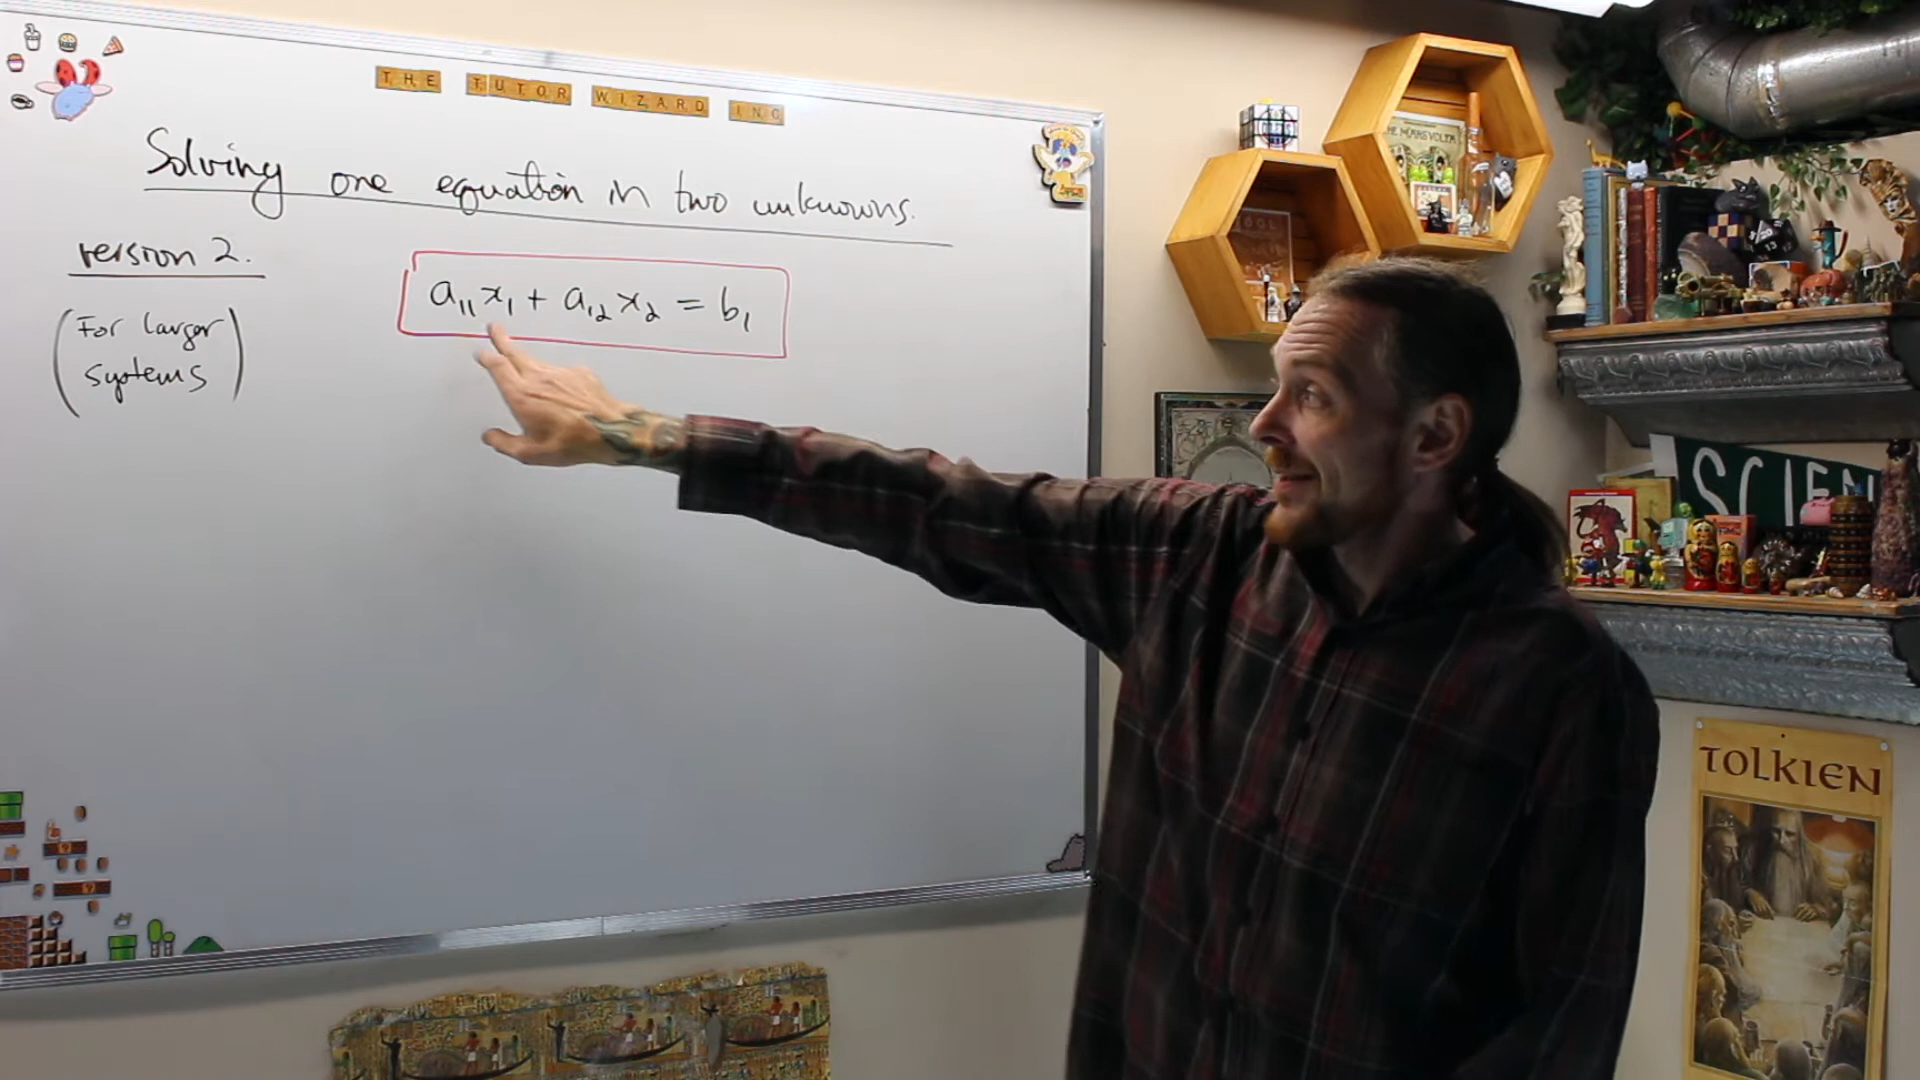 THE TUTOR WIZARD INC
Solving one equation in two unknowns.
version 2.
(For larger
systems)
a₁₁x₁ + a₁₂x₂ = b₁
SCIEN
TOLKIEN